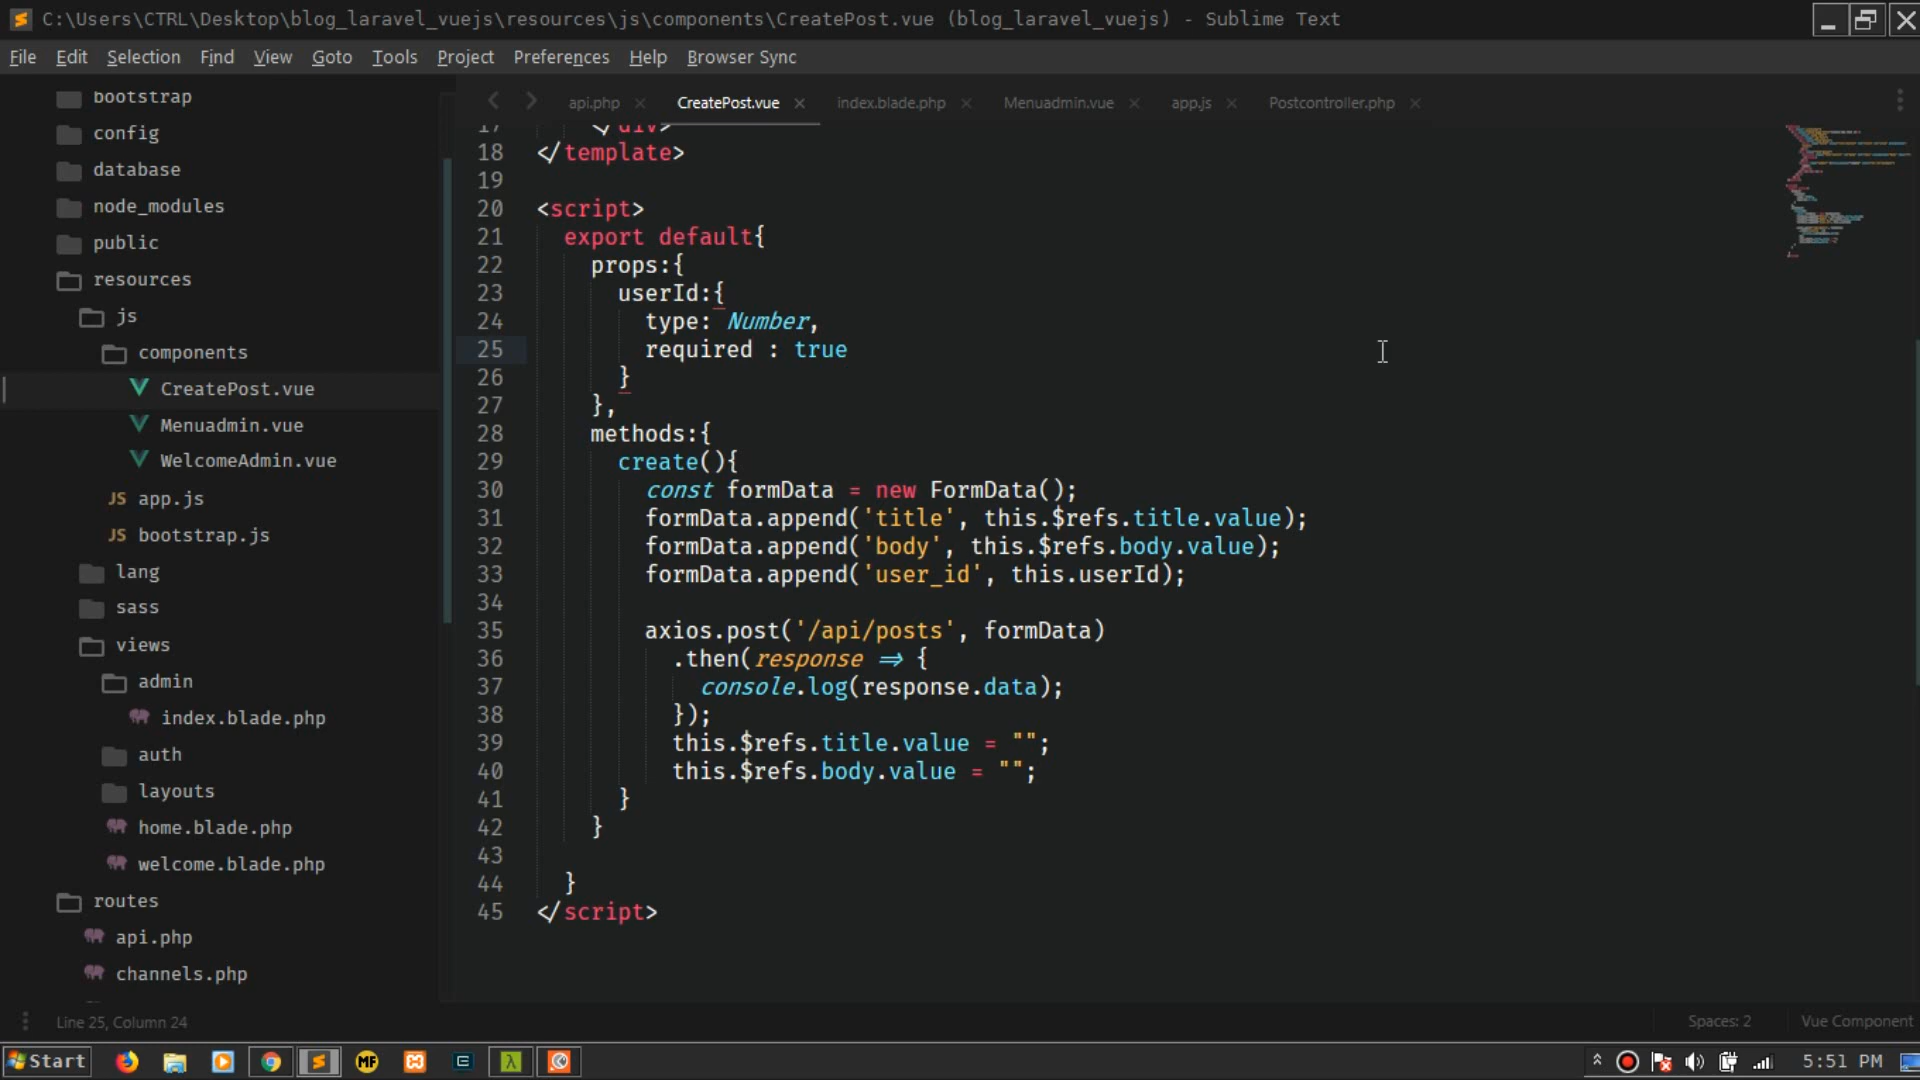 C:\Users\CTRL\Desktop\blog_laravel_vuejs\resources\js\components\CreatePost.vue (blog_laravel_vuejs) - Sublime Text
File Edit Selection Find View Goto Tools Project Preferences Help Browser Sync
bootstrap
config
database
node_modules
public
resources
js
components
CreatePost.vue
Menuadmin.vue
WelcomeAdmin.vue
JS app.js
JS bootstrap.js
lang
sass
views
admin
index.blade.php
auth
layouts
home.blade.php
welcome.blade.php
routes
api.php
channels.php
api.php × CreatePost.vue × index.blade.php × Menuadmin.vue × app.js × Postcontroller.php ×
17 </div>
18 </template>
19
20 <script>
21 export default{
22 props:{
23 userId:{
24 type: Number,
25 required : true
26 }
27 },
28 methods:{
29 create(){
30 const formData = new FormData();
31 formData.append('title', this.$refs.title.value);
32 formData.append('body', this.$refs.body.value);
33 formData.append('user_id', this.userId);
34
35 axios.post('/api/posts', formData)
36 .then(response => {
37 console.log(response.data);
38 });
39 this.$refs.title.value = "";
40 this.$refs.body.value = "";
41 }
42 }
43
44 }
45 </script>
Line 25, Column 24
Spaces: 2
Vue Component
Start
MF
5:51 PM